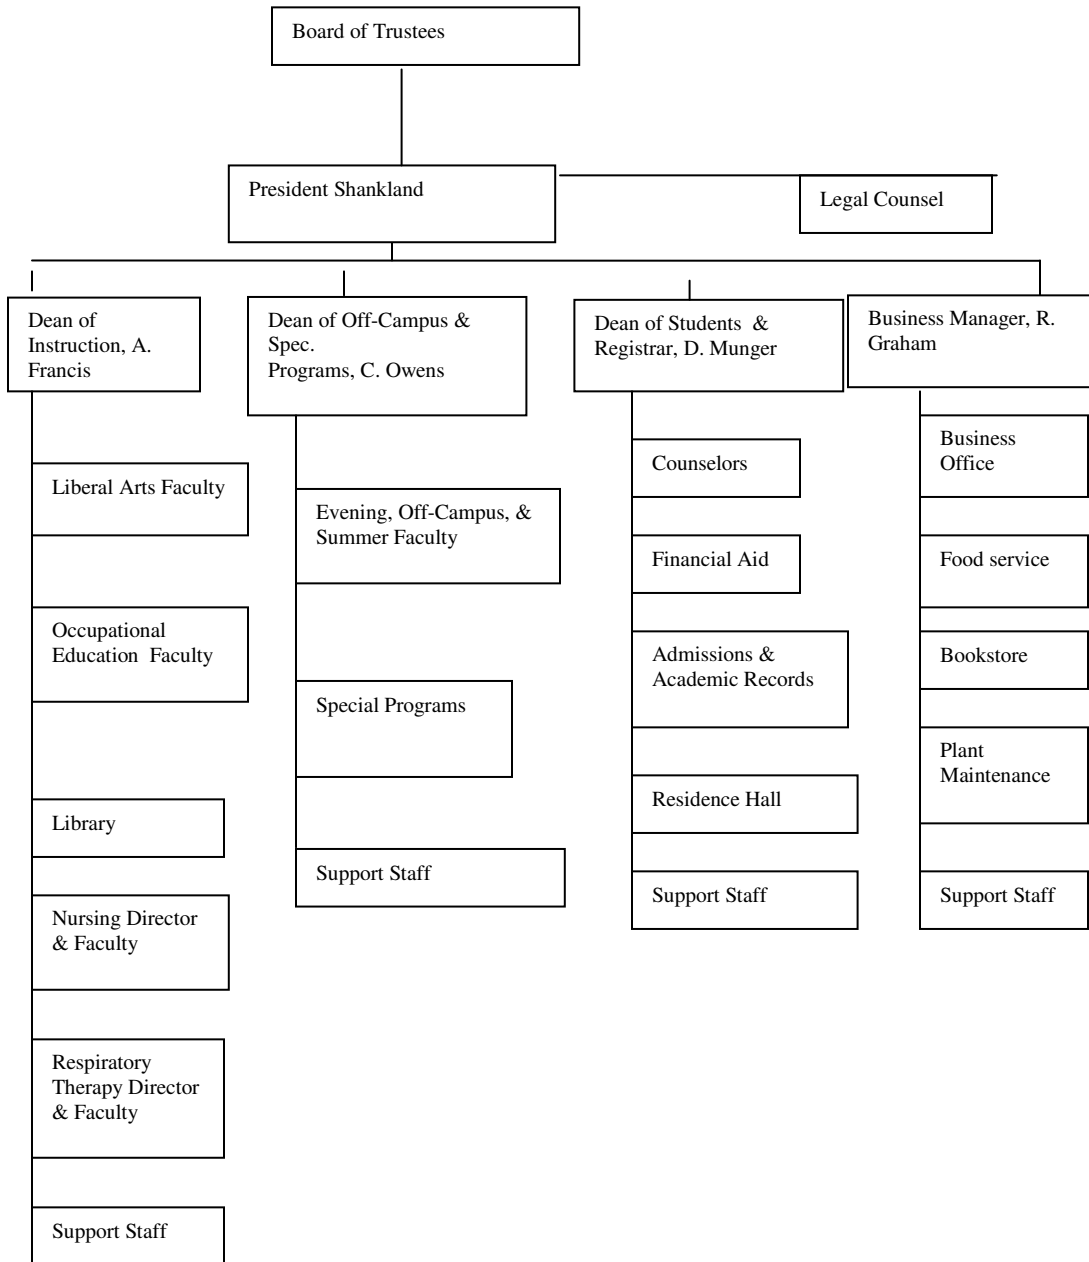 Board of Trustees
President Shankland
Legal Counsel
Dean of
Instruction, A.
Francis
Liberal Arts Faculty
Occupational
Education  Faculty
Library
Nursing Director
& Faculty
Respiratory
Therapy Director
& Faculty
Support Staff
Dean of Off-Campus &
Spec.
Programs, C. Owens
Evening, Off-Campus, &
Summer Faculty
Special Programs
Support Staff
Dean of Students  &
Registrar, D. Munger
Counselors
Financial Aid
Admissions &
Academic Records
Residence Hall
Support Staff
Business Manager, R.
Graham
Business
Office
Food service
Bookstore
Plant
Maintenance
Support Staff